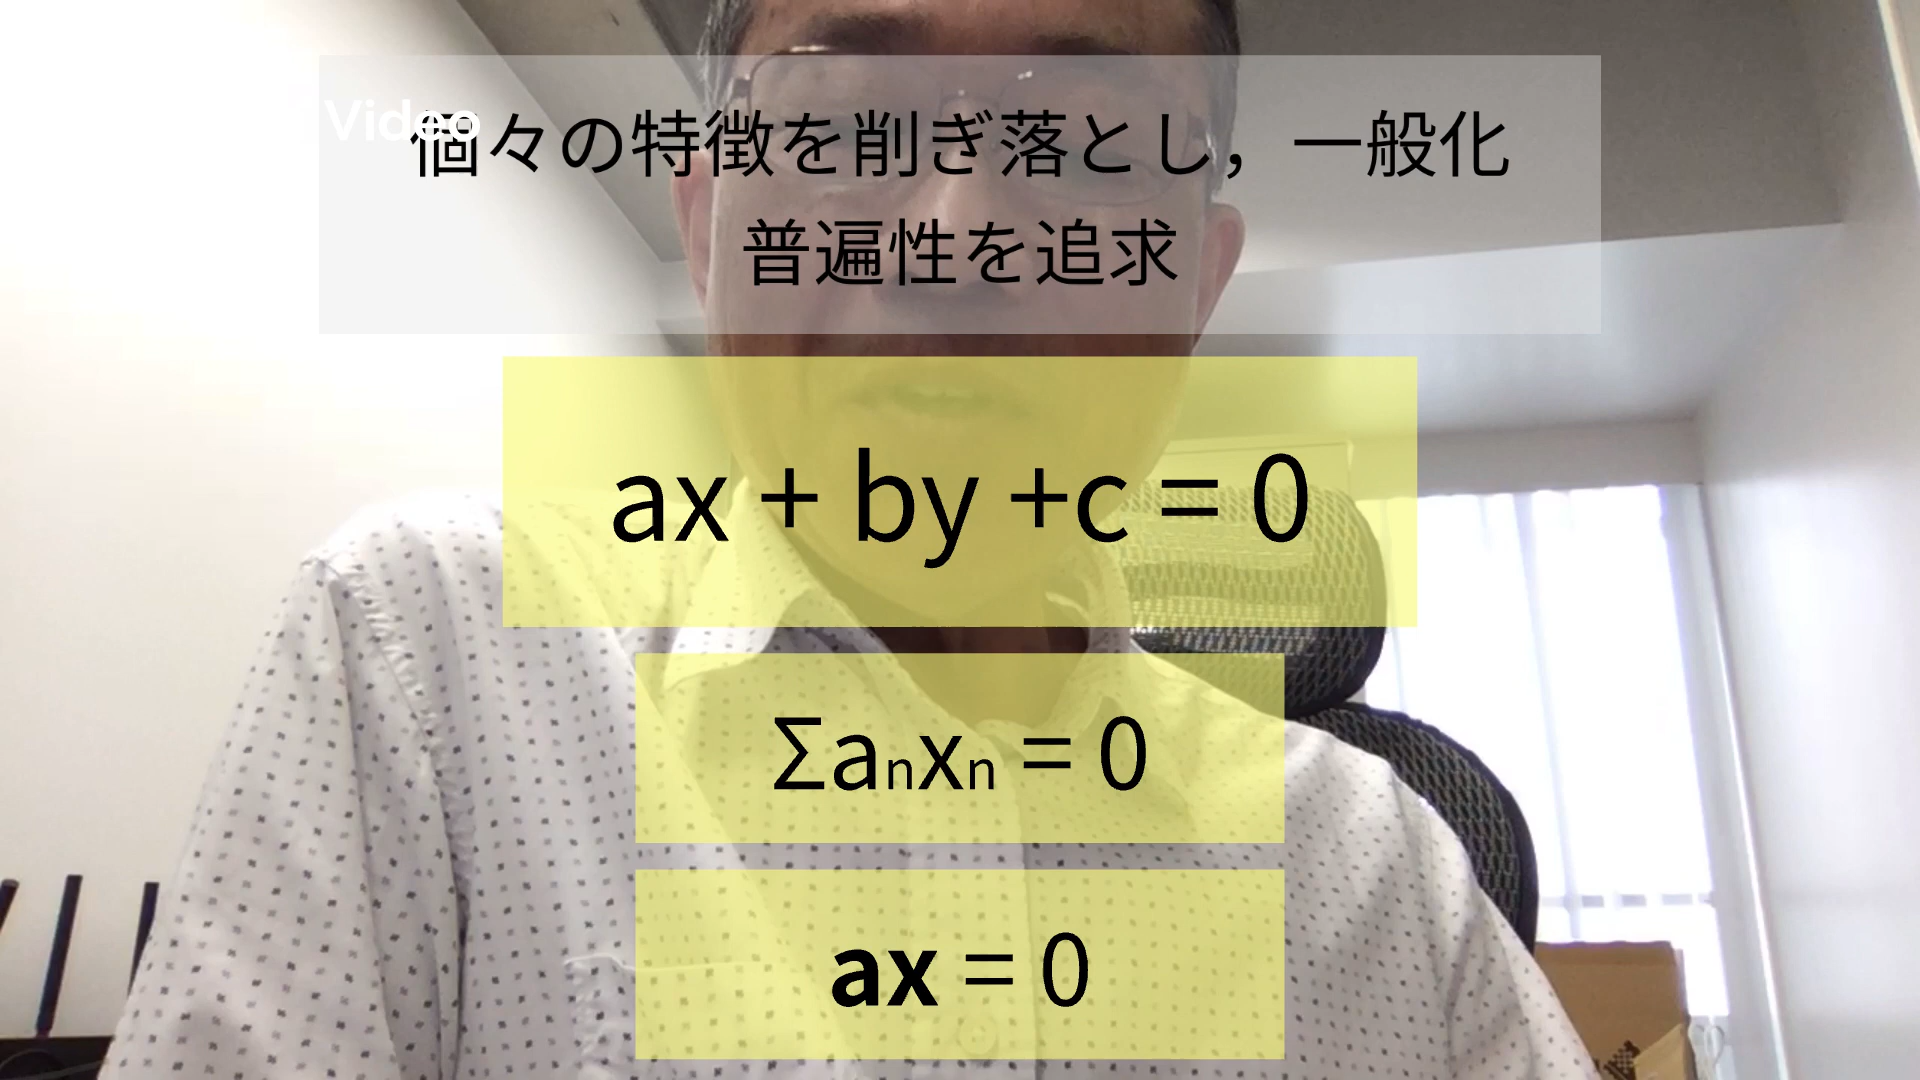 Video
個々の特徴を削ぎ落とし，一般化
普遍性を追求
ax + by +c = 0
Σaₙxₙ = 0
ax = 0